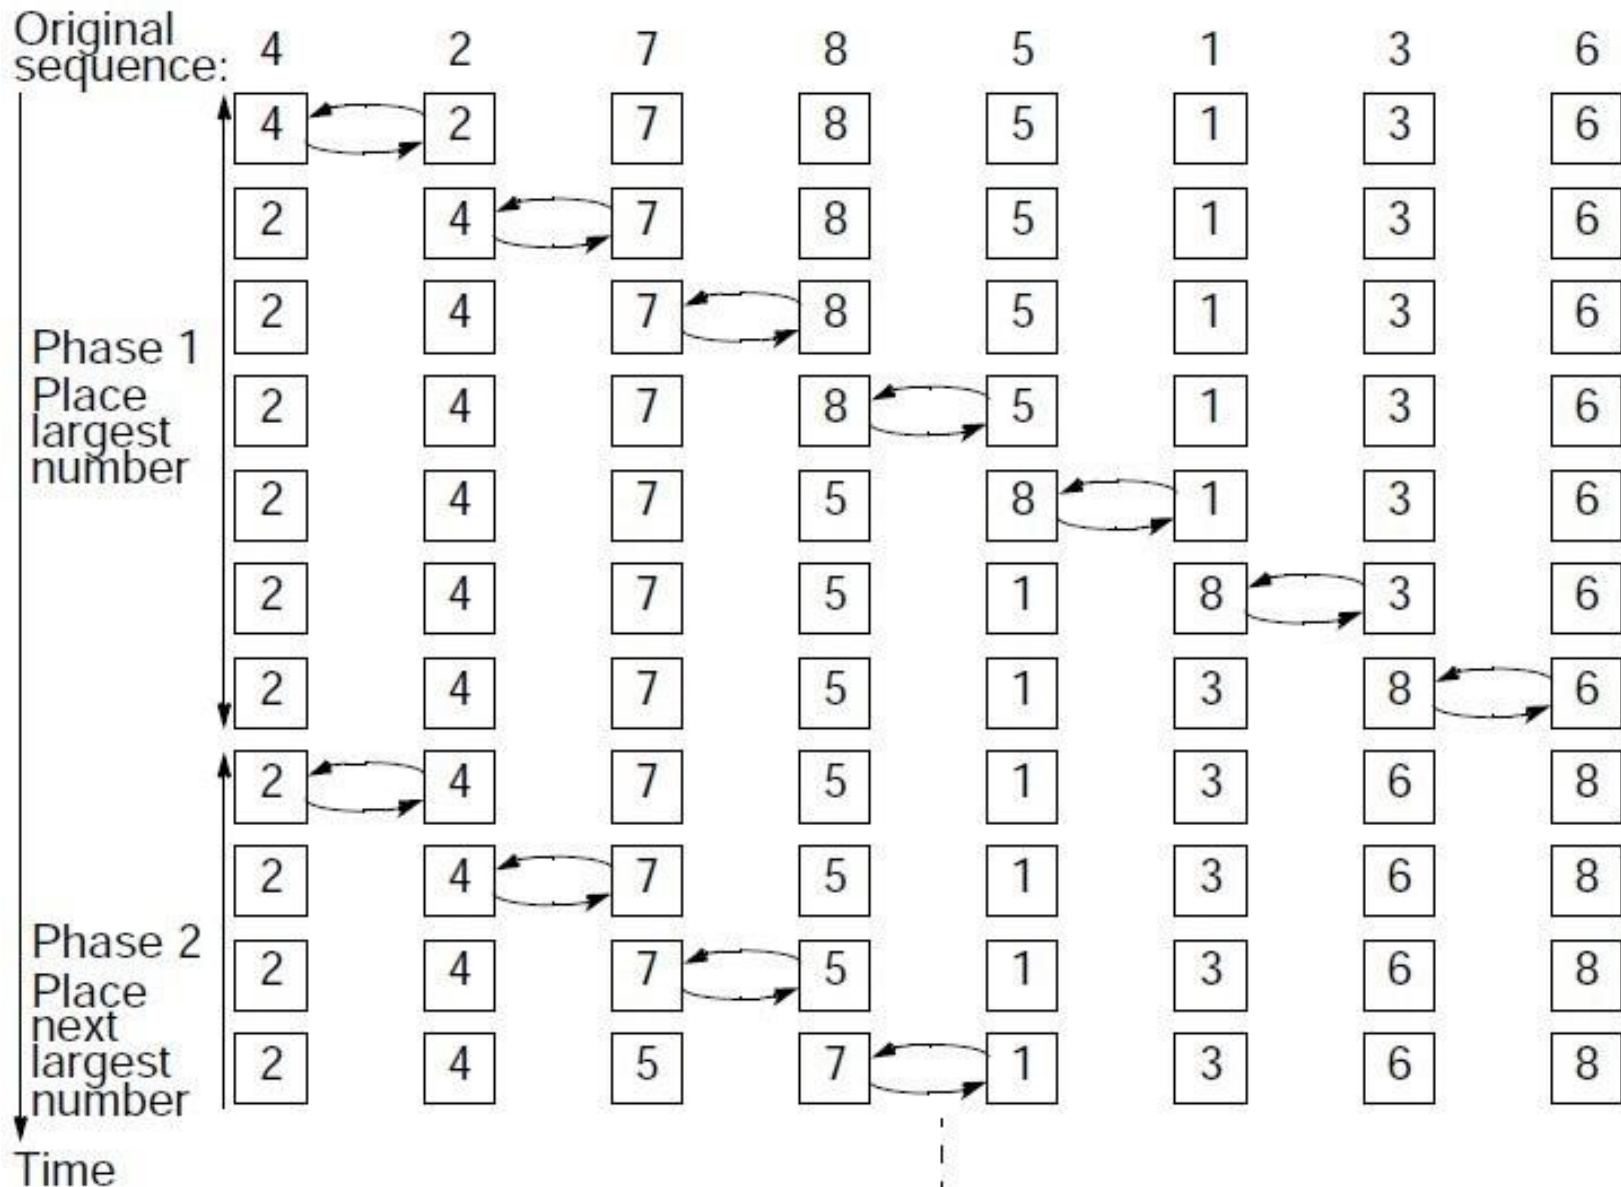 Original
sequence: 4 2 7 8 5 1 3 6
4 2 7 8 5 1 3 6
2 4 7 8 5 1 3 6
2 4 7 8 5 1 3 6
Phase 1
Place
largest
number
2 4 7 8 5 1 3 6
2 4 7 5 8 1 3 6
2 4 7 5 1 8 3 6
2 4 7 5 1 3 8 6
2 4 7 5 1 3 6 8
2 4 7 5 1 3 6 8
Phase 2
Place
next
largest
number
2 4 7 5 1 3 6 8
2 4 5 7 1 3 6 8
Time